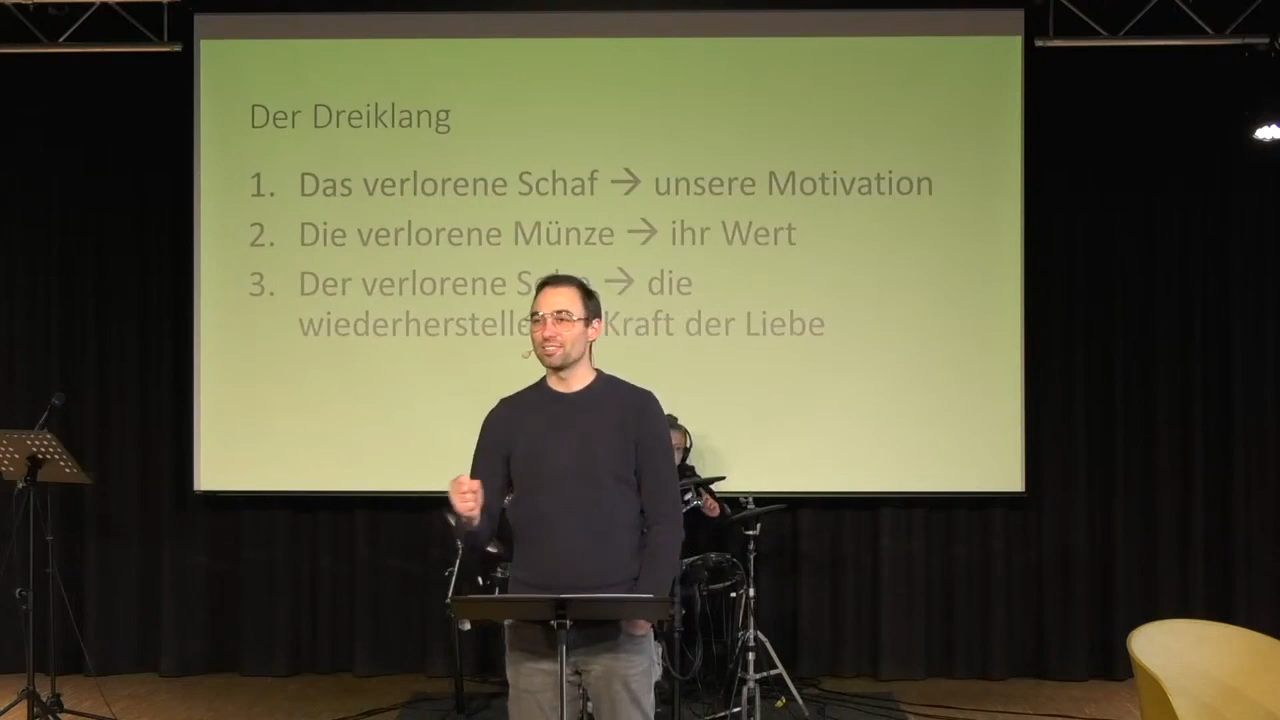 Der Dreiklang
1. Das verlorene Schaf → unsere Motivation
2. Die verlorene Münze → ihr Wert
3. Der verlorene → die
Kraft der Liebe